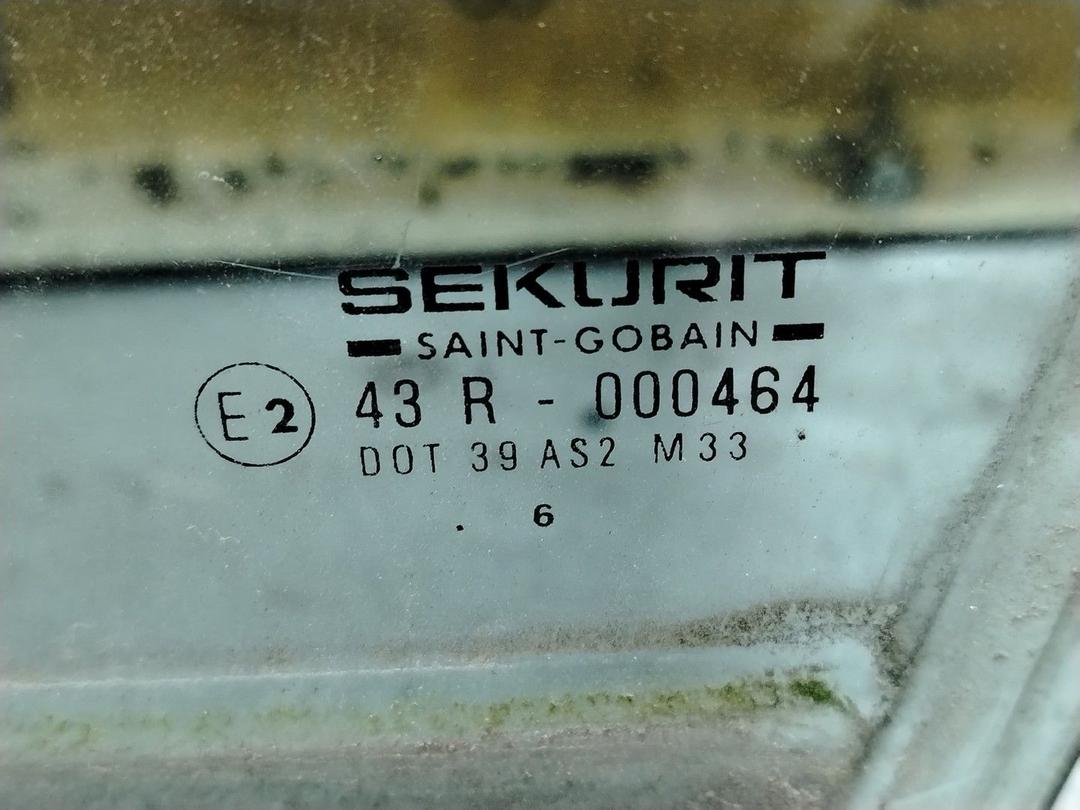 SEKURIT
SAINT-GOBAIN
E2 43 R - 000464
DOT 39 AS2 M33
. 6